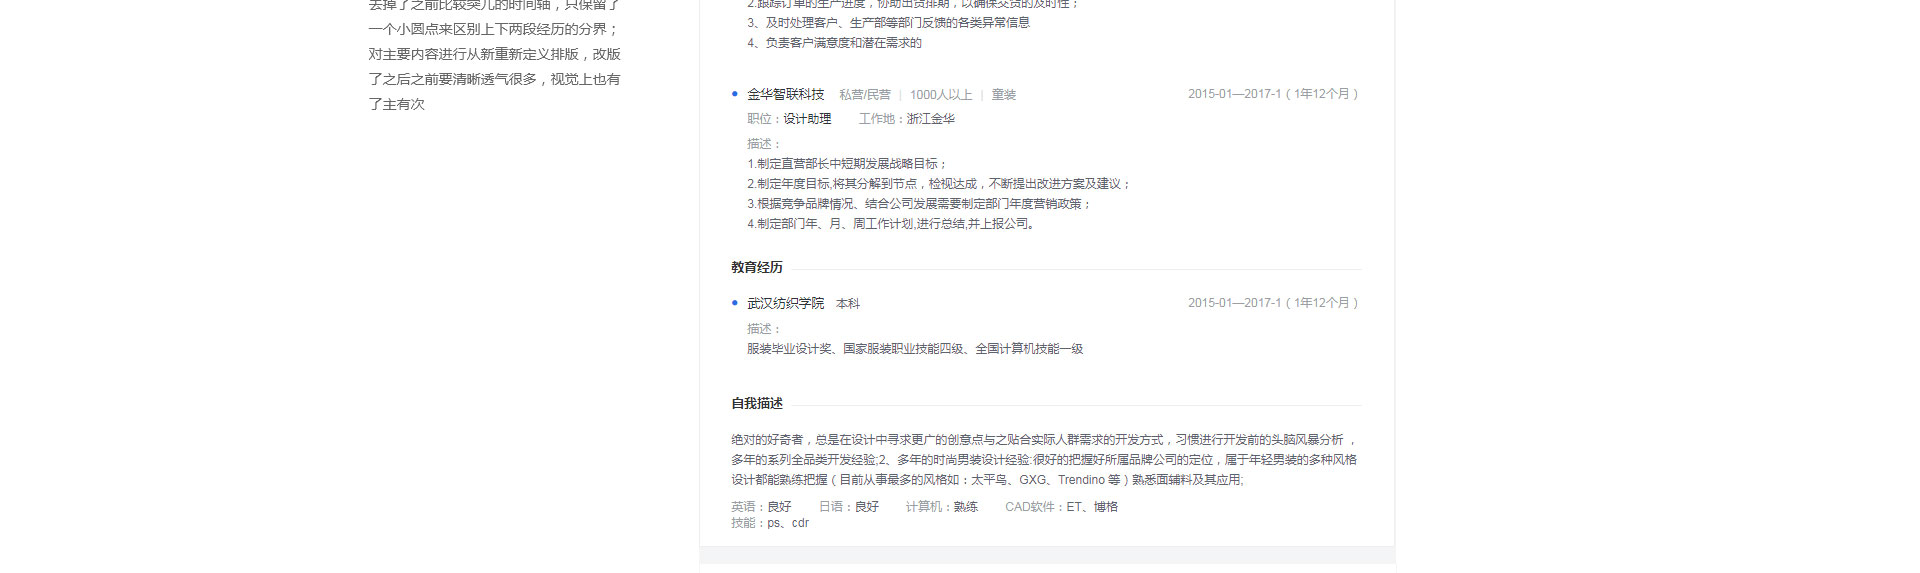 去掉了之前比较突兀的时间轴，只保留了
一个小圆点来区别上下两段经历的分界；
对主要内容进行从新重新定义排版，改版
了之后之前要清晰透气很多，视觉上也有
了主有次
2.跟踪订单的生产进度，协助出货排期，以确保交货的及时性；
3、及时处理客户、生产部等部门反馈的各类异常信息
4、负责客户满意度和潜在需求的
金华智联科技 私营/民营 | 1000人以上 | 童装 2015-01—2017-1（1年12个月）
职位：设计助理 工作地：浙江金华
描述：
1.制定直营部长中短期发展战略目标；
2.制定年度目标,将其分解到节点，检视达成，不断提出改进方案及建议；
3.根据竞争品牌情况、结合公司发展需要制定部门年度营销政策；
4.制定部门年、月、周工作计划,进行总结,并上报公司。
教育经历
武汉纺织学院 本科 2015-01—2017-1（1年12个月）
描述：
服装毕业设计奖、国家服装职业技能四级、全国计算机技能一级
自我描述
绝对的好奇者，总是在设计中寻求更广的创意点与之贴合实际人群需求的开发方式，习惯进行开发前的头脑风暴分析 ，
多年的系列全品类开发经验;2、多年的时尚男装设计经验:很好的把握好所属品牌公司的定位，属于年轻男装的多种风格
设计都能熟练把握（目前从事最多的风格如：太平鸟、GXG、Trendino 等）熟悉面辅料及其应用;
英语：良好 日语：良好 计算机：熟练 CAD软件：ET、博格
技能：ps、cdr